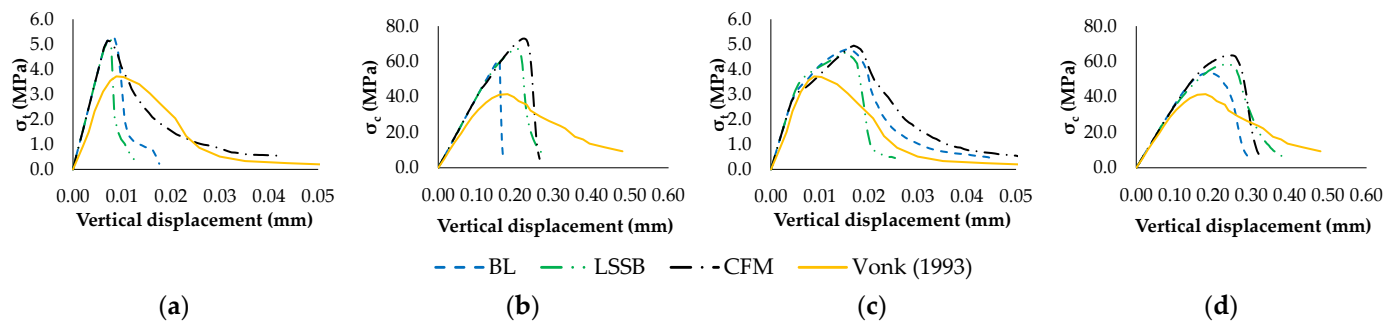 σt (MPa)
6.0
5.0
4.0
3.0
2.0
1.0
0.0
0.00 0.01 0.02 0.03 0.04 0.05
Vertical displacement (mm)
σc (MPa)
80.0
60.0
40.0
20.0
0.0
0.00 0.10 0.20 0.30 0.40 0.50 0.60
Vertical displacement (mm)
σt (MPa)
6.0
5.0
4.0
3.0
2.0
1.0
0.0
0.00 0.01 0.02 0.03 0.04 0.05
Vertical displacement (mm)
σc (MPa)
80.0
60.0
40.0
20.0
0.0
0.00 0.10 0.20 0.30 0.40 0.50 0.60
Vertical displacement (mm)
BL LSSB CFM Vonk (1993)
(a) (b) (c) (d)